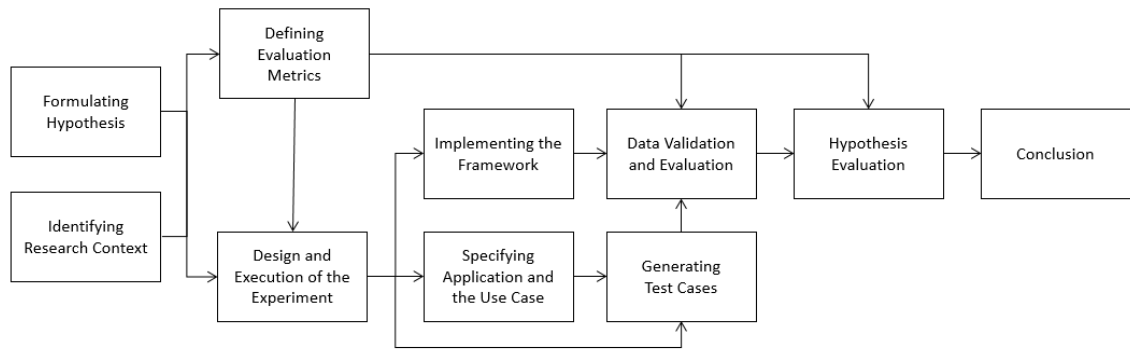 Defining
Evaluation
Metrics
Formulating
Hypothesis
Implementing the
Framework
Data Validation
and Evaluation
Hypothesis
Evaluation
Conclusion
Identifying
Research Context
Design and
Execution of the
Experiment
Specifying
Application and
the Use Case
Generating
Test Cases